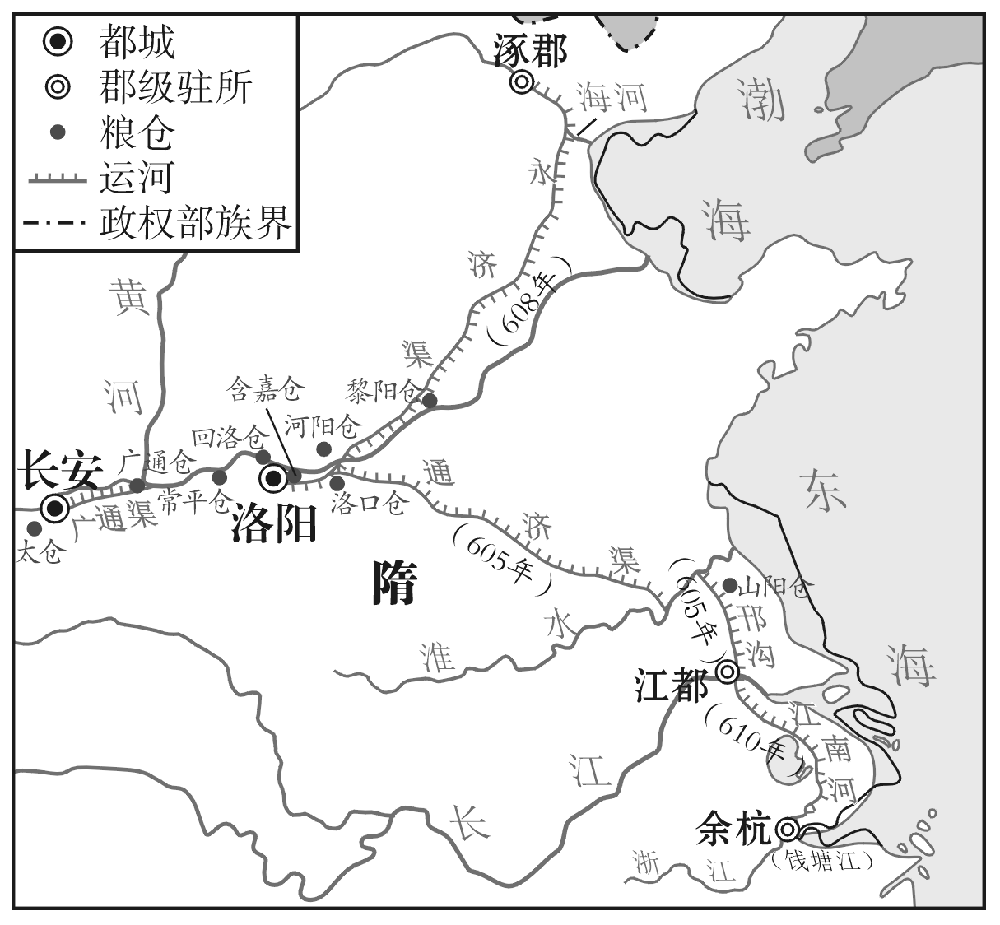 都城
郡级驻所
粮仓
运河
政权部族界
涿郡
海河
渤
海
永
济
渠
(608年)
黄
河
含嘉仓
黎阳仓
河阳仓
回洛仓
广通仓
长安
常平仓
洛阳
洛口仓
广通渠
太仓
通
济
渠
(605年)
隋
东
海
山阳仓
邗
沟
(605年)
淮
水
江都
江
南
河
(610年)
长
江
余杭
(钱塘江)
浙
江